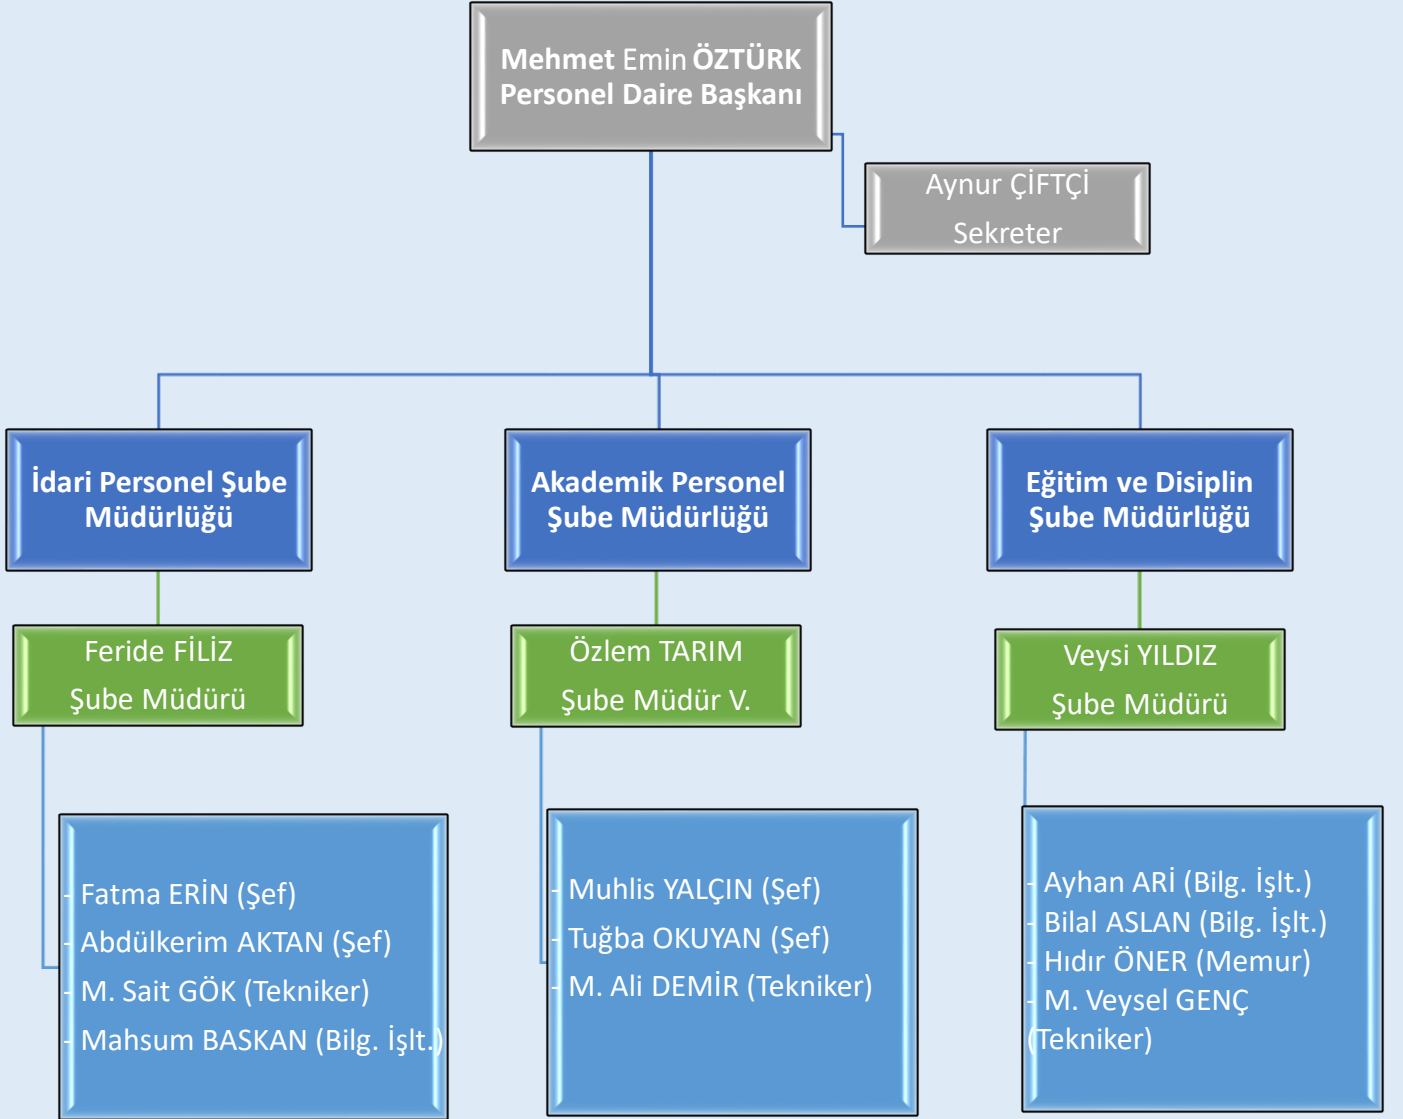 Mehmet Emin ÖZTÜRK
Personel Daire Başkanı
Aynur ÇİFTÇİ
Sekreter
İdari Personel Şube
Müdürlüğü
Akademik Personel
Şube Müdürlüğü
Eğitim ve Disiplin
Şube Müdürlüğü
Feride FİLİZ
Şube Müdürü
Özlem TARIM
Şube Müdür V.
Veysi YILDIZ
Şube Müdürü
- Fatma ERİN (Şef)
- Abdülkerim AKTAN (Şef)
- M. Sait GÖK (Tekniker)
- Mahsum BASKAN (Bilg. İşlt.)
- Muhlis YALÇIN (Şef)
- Tuğba OKUYAN (Şef)
- M. Ali DEMİR (Tekniker)
- Ayhan ARİ (Bilg. İşlt.)
- Bilal ASLAN (Bilg. İşlt.)
- Hıdır ÖNER (Memur)
- M. Veysel GENÇ
(Tekniker)